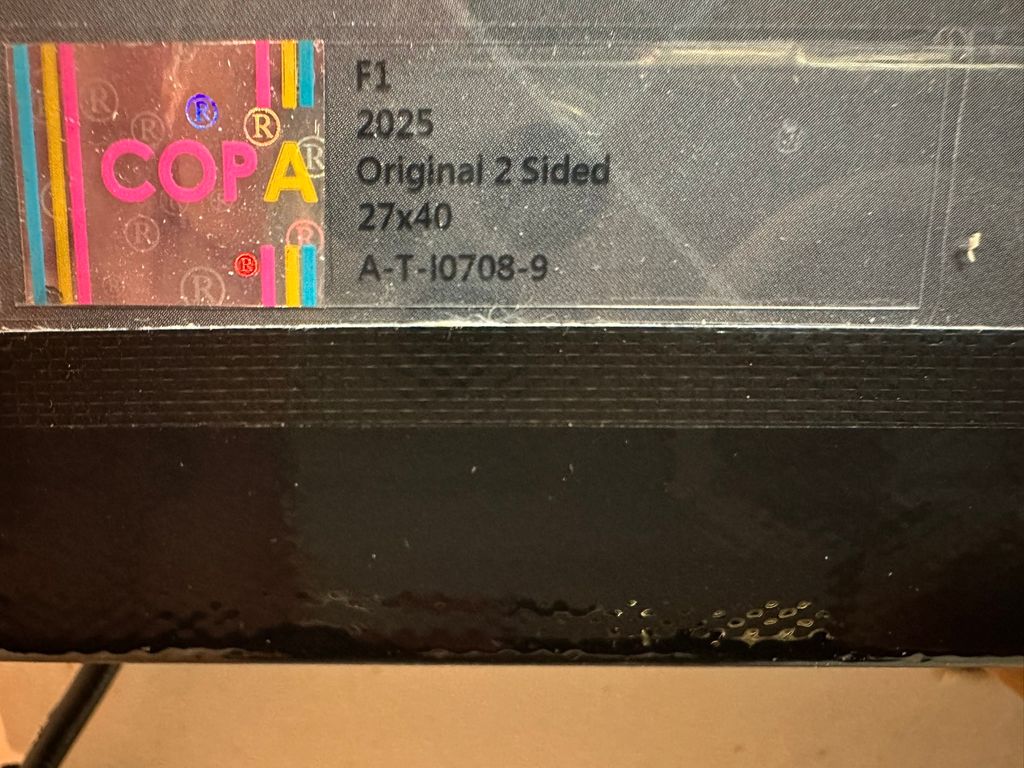 COPA
F1
2025
Original 2 Sided
27x40
A-T-I0708-9